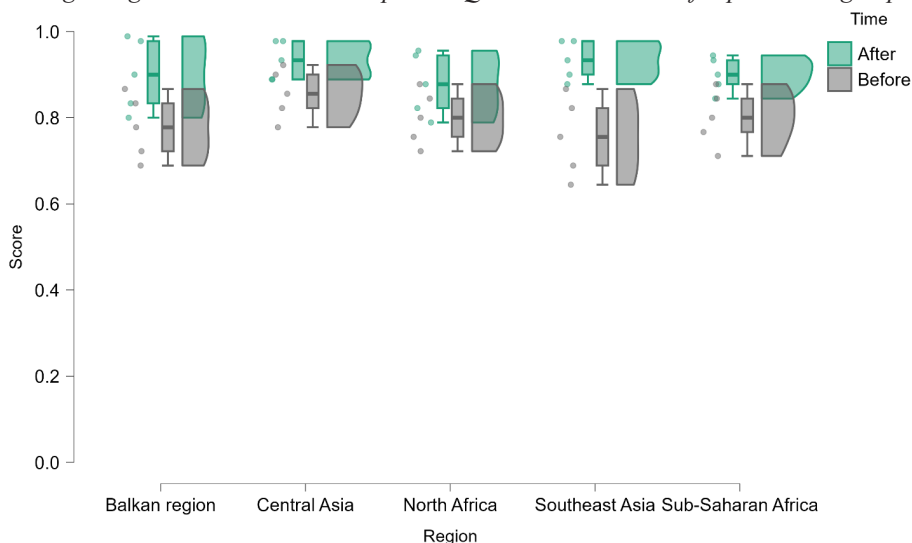 Time
After
Before
1.0
0.8
0.6
0.4
0.2
0.0
Score
Balkan region Central Asia North Africa Southeast Asia Sub-Saharan Africa
Region